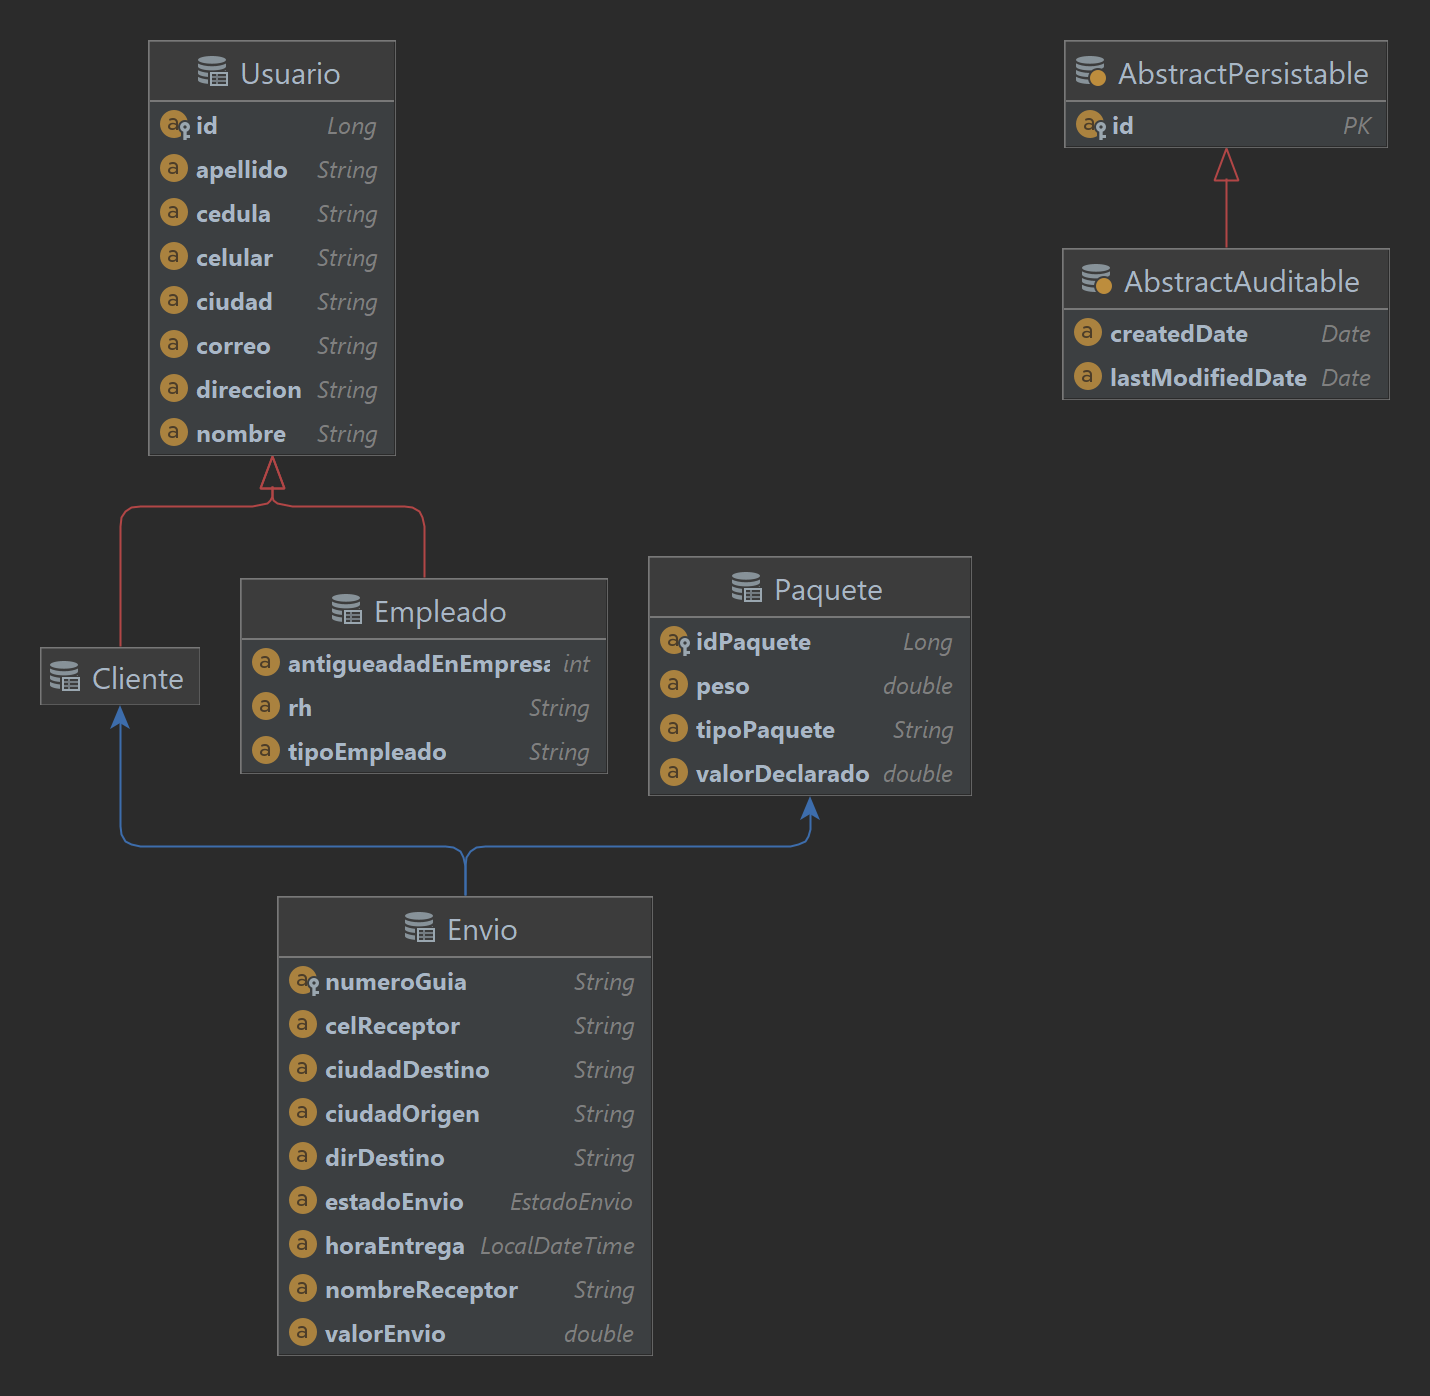 Usuario
id Long
apellido String
cedula String
celular String
ciudad String
correo String
direccion String
nombre String
AbstractPersistable
id PK
AbstractAuditable
createdDate Date
lastModifiedDate Date
Cliente
Empleado
antigueadadEnEmpresa int
rh String
tipoEmpleado String
Paquete
idPaquete Long
peso double
tipoPaquete String
valorDeclarado double
Envio
numeroGuia String
celReceptor String
ciudadDestino String
ciudadOrigen String
dirDestino String
estadoEnvio EstadoEnvio
horaEntrega LocalDateTime
nombreReceptor String
valorEnvio double